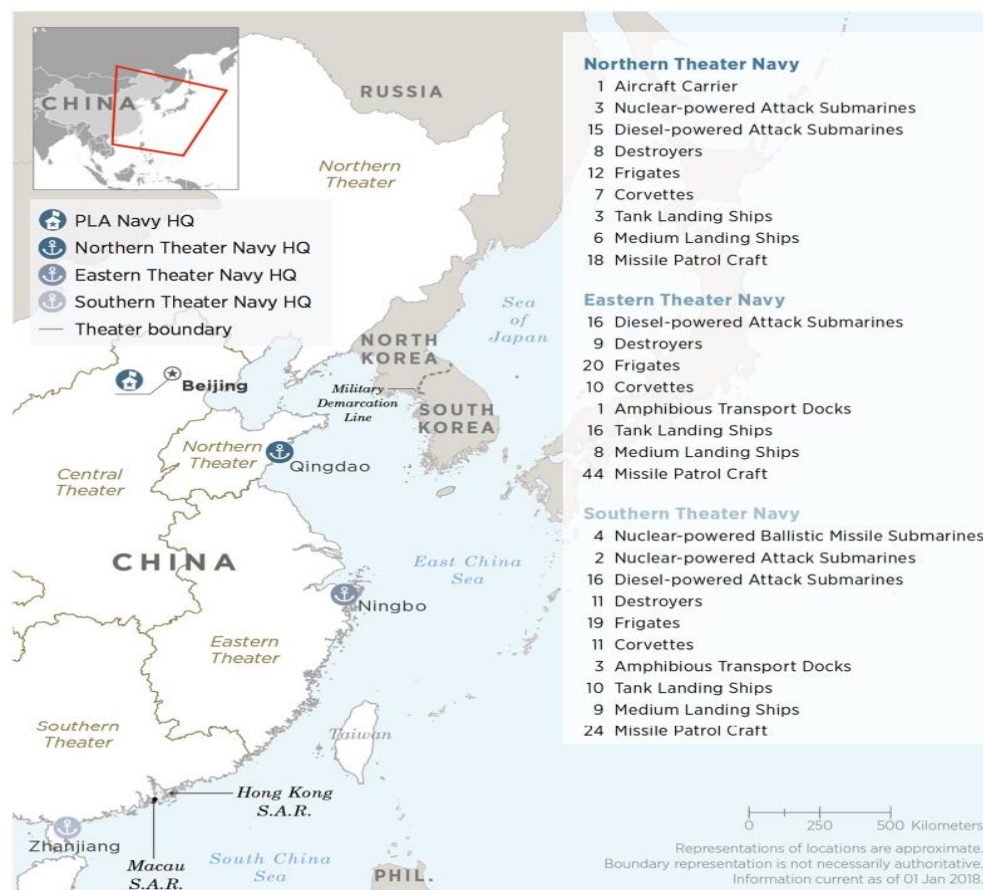 CHINA
PLA Navy HQ
Northern Theater Navy HQ
Eastern Theater Navy HQ
Southern Theater Navy HQ
Theater boundary
RUSSIA
Northern
Theater
Sea
of
Japan
NORTH
KOREA
Beijing
Military
Demarcation
Line
SOUTH
KOREA
Northern
Theater
Qingdao
Central
Theater
CHINA
East China
Sea
Ningbo
Eastern
Theater
Southern
Theater
Taiwan
Hong Kong
S.A.R.
Zhanjiang
Macau
S.A.R.
South China
Sea
PHIL.
Northern Theater Navy
1 Aircraft Carrier
3 Nuclear-powered Attack Submarines
15 Diesel-powered Attack Submarines
8 Destroyers
12 Frigates
7 Corvettes
3 Tank Landing Ships
6 Medium Landing Ships
18 Missile Patrol Craft
Eastern Theater Navy
16 Diesel-powered Attack Submarines
9 Destroyers
20 Frigates
10 Corvettes
1 Amphibious Transport Docks
16 Tank Landing Ships
8 Medium Landing Ships
44 Missile Patrol Craft
Southern Theater Navy
4 Nuclear-powered Ballistic Missile Submarines
2 Nuclear-powered Attack Submarines
16 Diesel-powered Attack Submarines
11 Destroyers
19 Frigates
11 Corvettes
3 Amphibious Transport Docks
10 Tank Landing Ships
9 Medium Landing Ships
24 Missile Patrol Craft
0 250 500 Kilometers
Representations of locations are approximate.
Boundary representation is not necessarily authoritative.
Information current as of 01 Jan 2018.